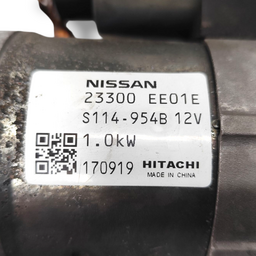 NISSAN
23300 EE01E
S114-954B 12V
1.0kW
170919 HITACHI
MADE IN CHINA